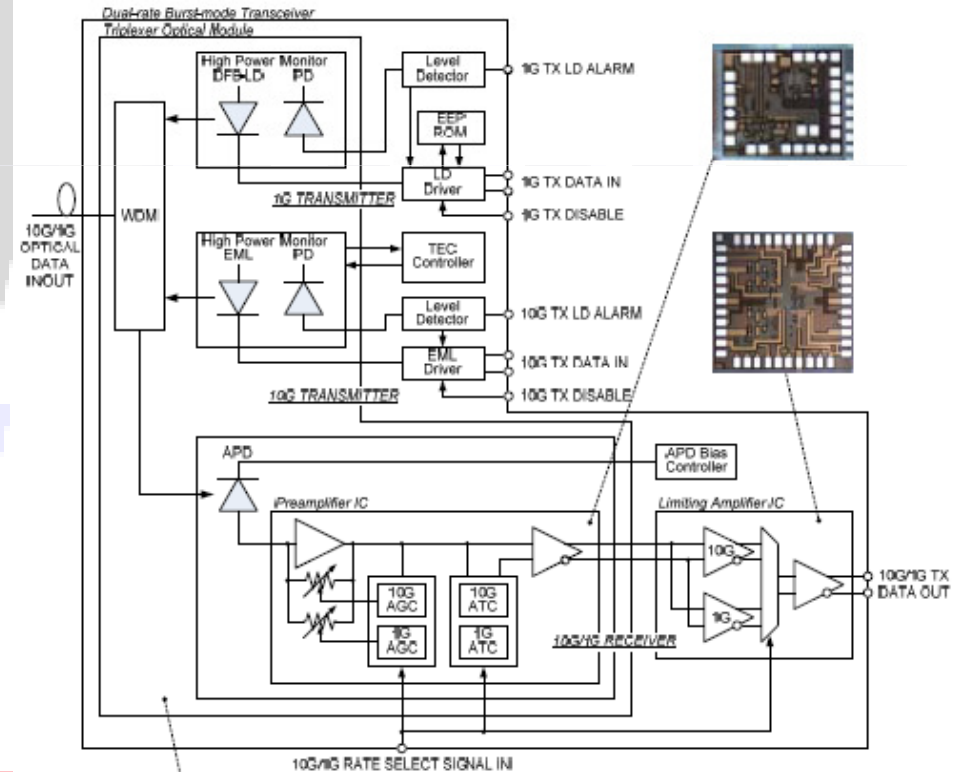 Dual-rate Burst-mode Transceiver
Triplexer Optical Module
High Power Monitor
DFB-LD PD
Level
Detector
1G TX LD ALARM
EEP
ROM
LD
Driver
1G TX DATA IN
1G TRANSMITTER
1G TX DISABLE
WDM
10G/1G
OPTICAL
DATA
INOUT
High Power Monitor
EML PD
TEC
Controller
Level
Detector
10G TX LD ALARM
EML
Driver
10G TX DATA IN
10G TRANSMITTER
10G TX DISABLE
APD
APD Bias
Controller
Preamplifier IC
Limiting Amplifier IC
10G
1G
10G
AGC
1G
AGC
10G
ATC
1G
ATC
10G/1G RECEIVER
10G/1G TX
DATA OUT
10G/1G RATE SELECT SIGNAL IN